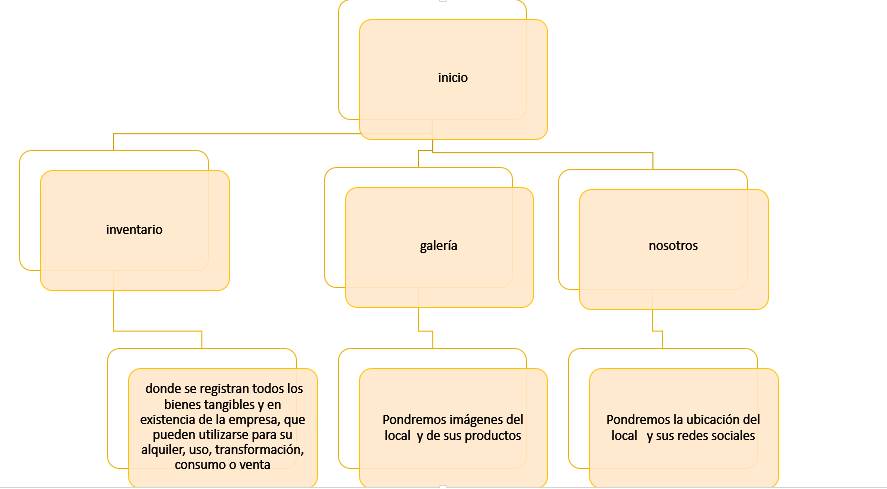 inicio
inventario
galería
nosotros
donde se registran todos los
bienes tangibles y en
existencia de la empresa, que
pueden utilizarse para su
alquiler, uso, transformación,
consumo o venta
Pondremos imágenes del
local y de sus productos
Pondremos la ubicación del
local y sus redes sociales